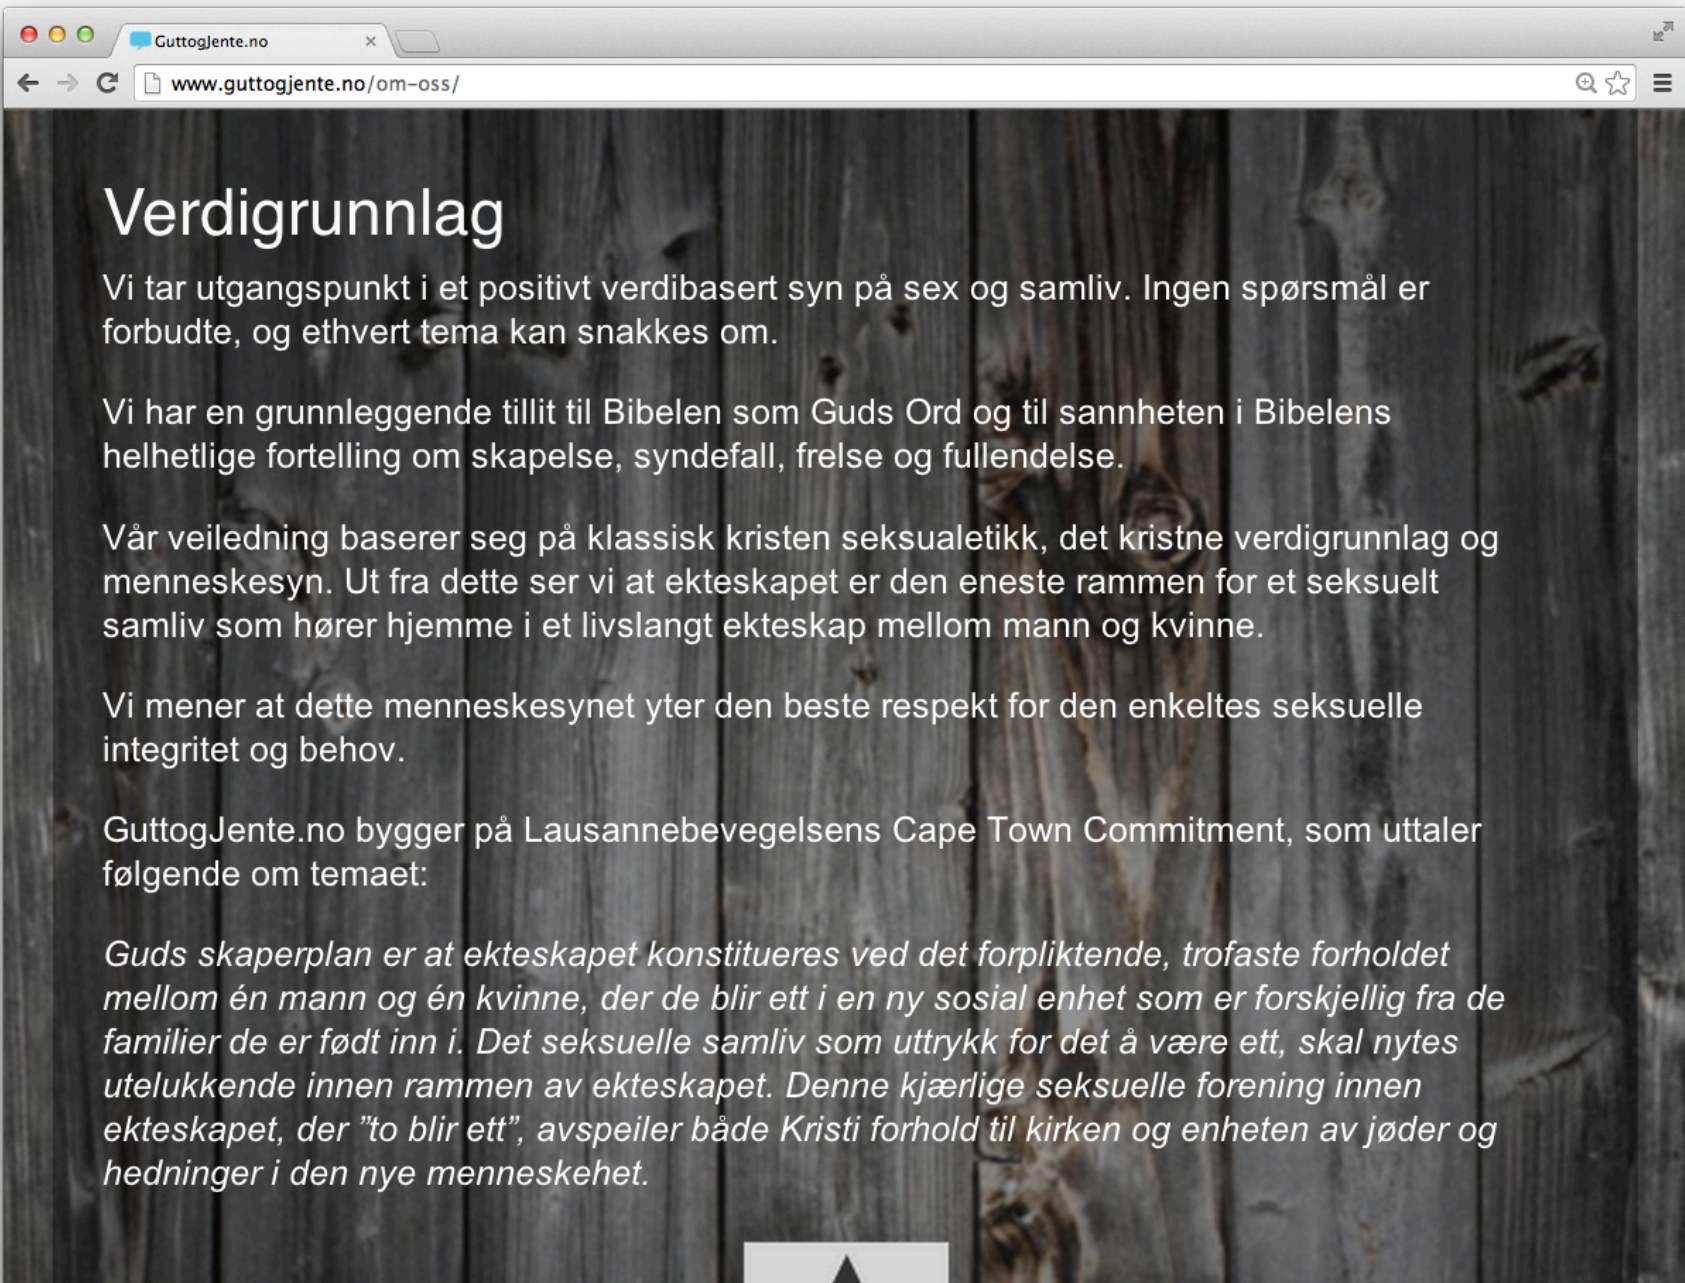 GuttogJente.no
www.guttogjente.no/om-oss/
Verdigrunnlag
Vi tar utgangspunkt i et positivt verdibasert syn på sex og samliv. Ingen spørsmål er
forbudte, og ethvert tema kan snakkes om.
Vi har en grunnleggende tillit til Bibelen som Guds Ord og til sannheten i Bibelens
helhetlige fortelling om skapelse, syndefall, frelse og fullendelse.
Vår veiledning baserer seg på klassisk kristen seksualetikk, det kristne verdigrunnlag og
menneskesyn. Ut fra dette ser vi at ekteskapet er den eneste rammen for et seksuelt
samliv som hører hjemme i et livslangt ekteskap mellom mann og kvinne.
Vi mener at dette menneskesynet yter den beste respekt for den enkeltes seksuelle
integritet og behov.
GuttogJente.no bygger på Lausannebevegelsens Cape Town Commitment, som uttaler
følgende om temaet:
Guds skaperplan er at ekteskapet konstitueres ved det forpliktende, trofaste forholdet
mellom én mann og én kvinne, der de blir ett i en ny sosial enhet som er forskjellig fra de
familier de er født inn i. Det seksuelle samliv som uttrykk for det å være ett, skal nytes
utelukkende innen rammen av ekteskapet. Denne kjærlige seksuelle forening innen
ekteskapet, der ”to blir ett”, avspeiler både Kristi forhold til kirken og enheten av jøder og
hedninger i den nye menneskehet.